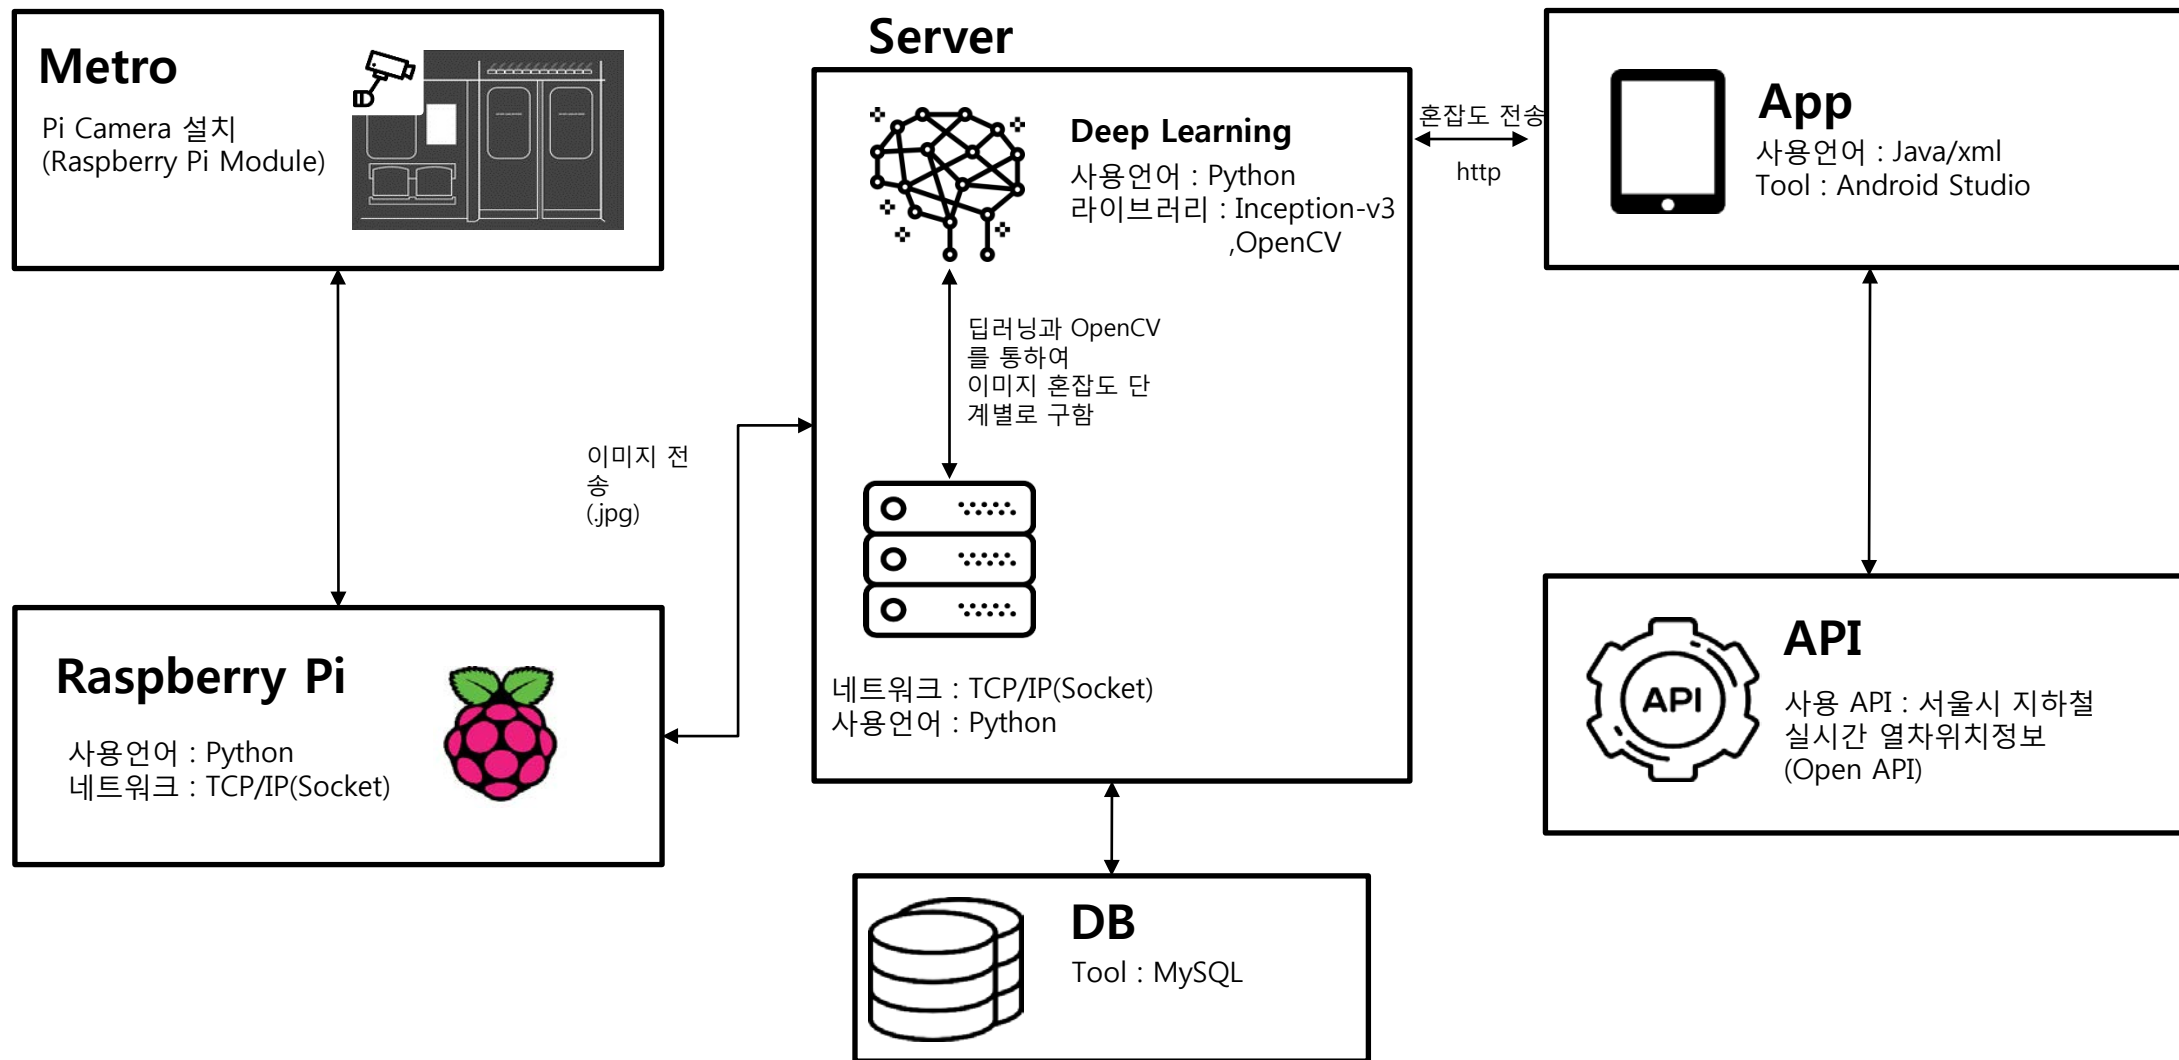 Metro
Pi Camera 설치
(Raspberry Pi Module)
Server
Deep Learning
사용언어 : Python
라이브러리 : Inception-v3
,OpenCV
딥러닝과 OpenCV
를 통하여
이미지 혼잡도 단
계별로 구함
네트워크 : TCP/IP(Socket)
사용언어 : Python
혼잡도 전송
http
App
사용언어 : Java/xml
Tool : Android Studio
이미지 전
송
(.jpg)
Raspberry Pi
사용언어 : Python
네트워크 : TCP/IP(Socket)
API
API
사용 API : 서울시 지하철
실시간 열차위치정보
(Open API)
DB
Tool : MySQL